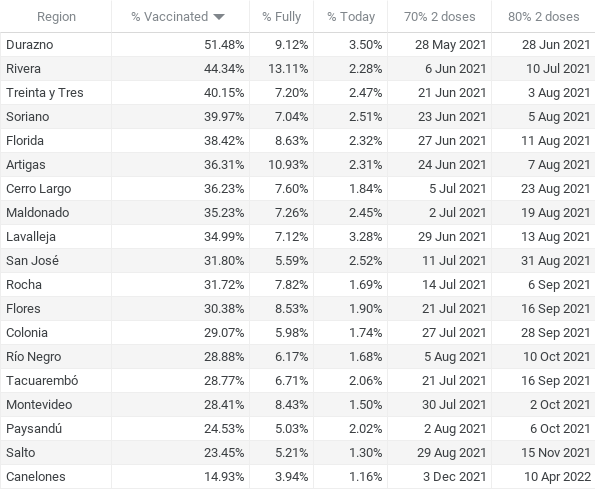 Region % Vaccinated % Fully % Today 70% 2 doses 80% 2 doses
Durazno 51.48% 9.12% 3.50% 28 May 2021 28 Jun 2021
Rivera 44.34% 13.11% 2.28% 6 Jun 2021 10 Jul 2021
Treinta y Tres 40.15% 7.20% 2.47% 21 Jun 2021 3 Aug 2021
Soriano 39.97% 7.04% 2.51% 23 Jun 2021 5 Aug 2021
Florida 38.42% 8.63% 2.32% 27 Jun 2021 11 Aug 2021
Artigas 36.31% 10.93% 2.31% 24 Jun 2021 7 Aug 2021
Cerro Largo 36.23% 7.60% 1.84% 5 Jul 2021 23 Aug 2021
Maldonado 35.23% 7.26% 2.45% 2 Jul 2021 19 Aug 2021
Lavalleja 34.99% 7.12% 3.28% 29 Jun 2021 13 Aug 2021
San José 31.80% 5.59% 2.52% 11 Jul 2021 31 Aug 2021
Rocha 31.72% 7.82% 1.69% 14 Jul 2021 6 Sep 2021
Flores 30.38% 8.53% 1.90% 21 Jul 2021 16 Sep 2021
Colonia 29.07% 5.98% 1.74% 27 Jul 2021 28 Sep 2021
Río Negro 28.88% 6.17% 1.68% 5 Aug 2021 10 Oct 2021
Tacuarembó 28.77% 6.71% 2.06% 21 Jul 2021 16 Sep 2021
Montevideo 28.41% 8.43% 1.50% 30 Jul 2021 2 Oct 2021
Paysandú 24.53% 5.03% 2.02% 2 Aug 2021 6 Oct 2021
Salto 23.45% 5.21% 1.30% 29 Aug 2021 15 Nov 2021
Canelones 14.93% 3.94% 1.16% 3 Dec 2021 10 Apr 2022